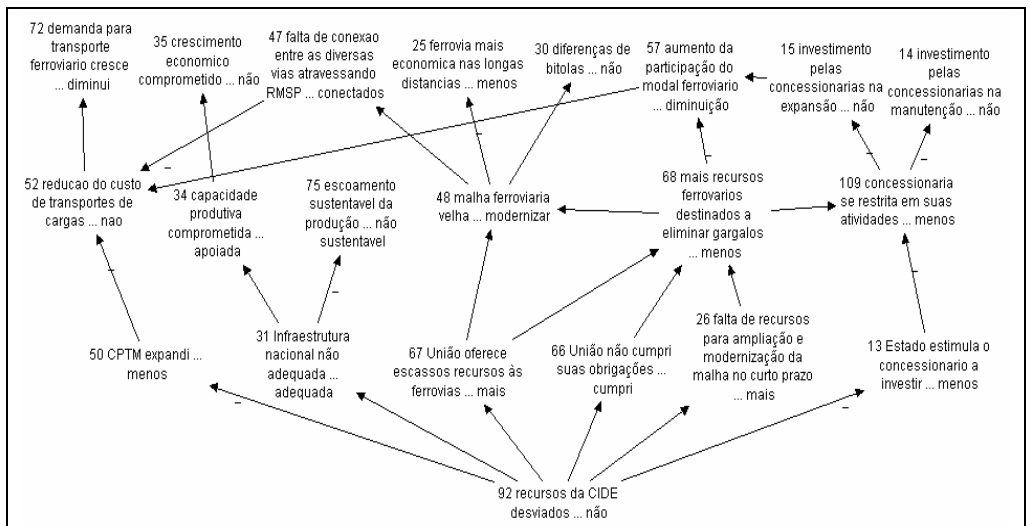 72 demanda para
transporte
ferroviario cresce
... diminui
35 crescimento
economico
comprometido ... não
47 falta de conexao
entre as diversas
vias atravessando
RMSP ... conectados
25 ferrovia mais
economica nas longas
distancias ... menos
30 diferenças de
bitolas ... não
57 aumento da
participação do
modal ferroviario
... diminuição
15 investimento
pelas
concessionarias na
expansão ... não
14 investimento
pelas
concessionarias na
manutenção ... não
52 reducao do custo
de transportes de
cargas ... nao
34 capacidade
produtiva
comprometida ...
apoiada
75 escoamento
sustentavel da
produção ... não
sustentavel
48 malha ferroviaria
velha ... modernizar
68 mais recursos
ferrovarios
destinados a
eliminar gargalos
... menos
109 concessionaria
se restrita em suas
atividades ... menos
50 CPTM expandi ...
menos
31 Infraestrutura
nacional não
adequada ...
adequada
67 União oferece
escassos recursos às
ferrovias ... mais
66 União não cumpri
suas obrigações ...
cumpri
26 falta de recursos
para ampliação e
modernização da
malha no curto prazo
... mais
13 Estado estimula o
concessionario a
investir ... menos
92 recursos da CIDE
desviados ... não